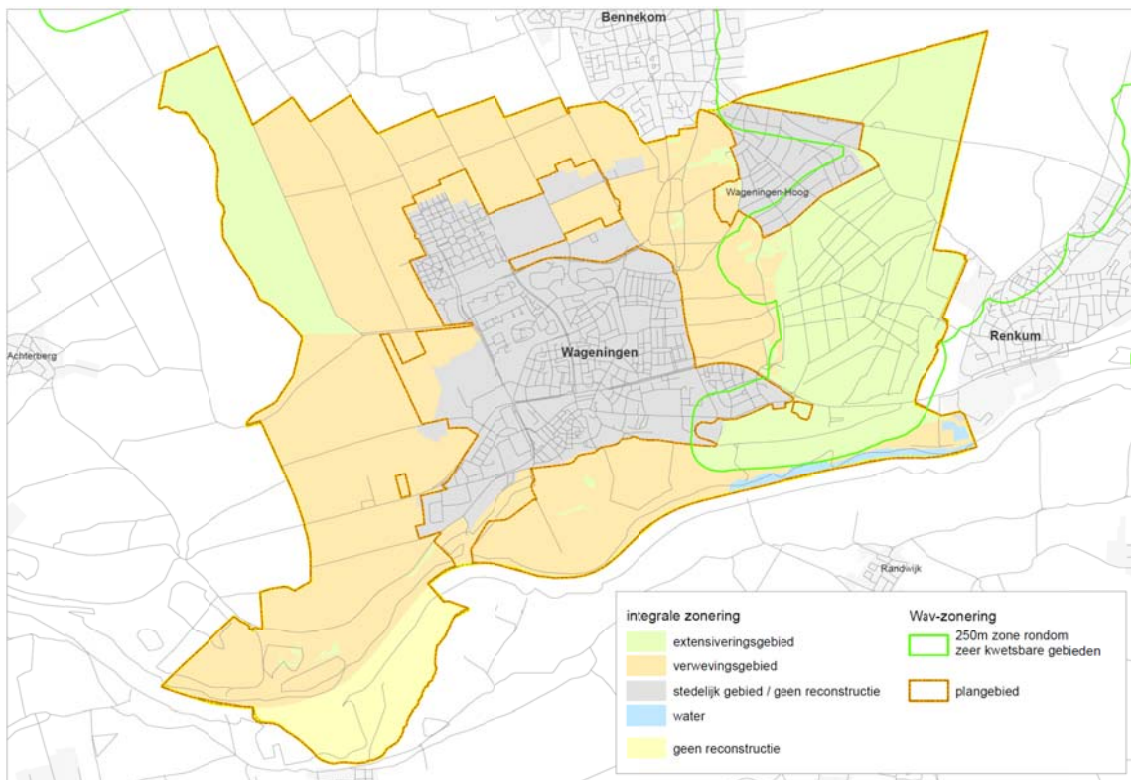 Bennekom
Wageningen-Hoog
Achterberg
Wageningen
Renkum
Randwijk
integrale zonering
extensiveringsgebied
verwevingsgebied
stedelijk gebied / geen reconstructie
water
geen reconstructie
Wav-zonering
250m zone rondom
zeer kwetsbare gebieden
plangebied